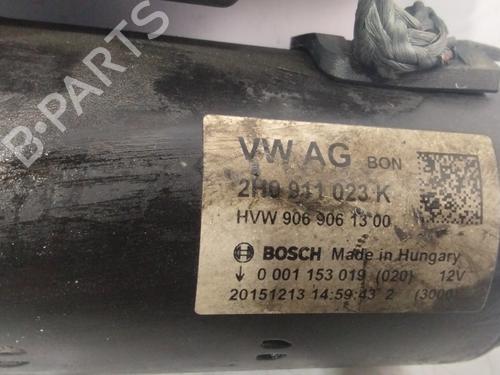 B-PARTS
VW AG BON
2H0 911 023 K
HVW 906 906 13 00
BOSCH Made in Hungary
0 001 153 019 (020) 12V
20151213 14:59:43 2 (3000)